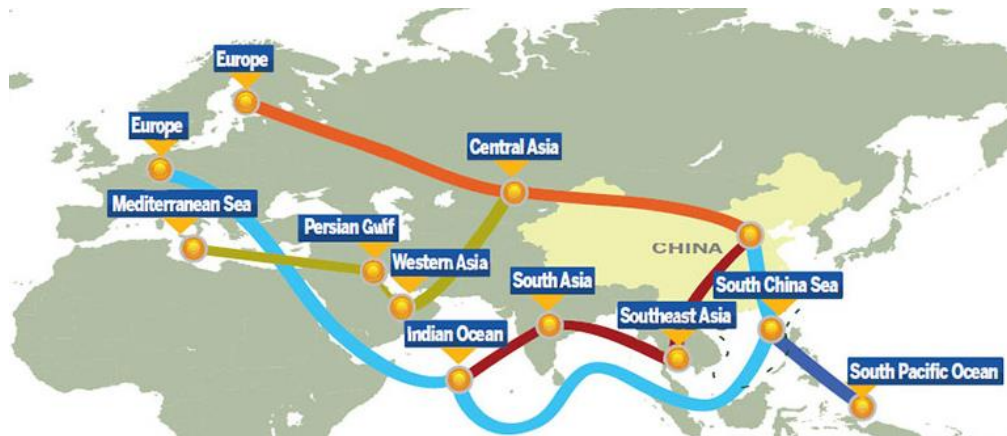 Europe
Europe
Central Asia
Mediterranean Sea
Persian Gulf
CHINA
Western Asia
South Asia
South China Sea
Southeast Asia
Indian Ocean
South Pacific Ocean